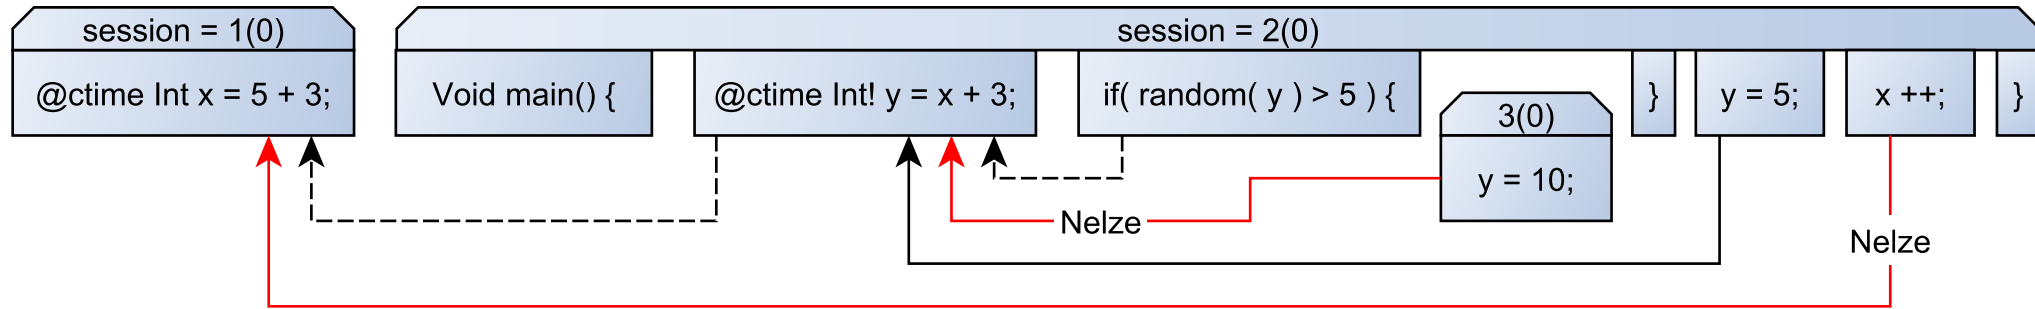 session = 1(0)
@ctime Int x = 5 + 3;
session = 2(0)
Void main() {
@ctime Int! y = x + 3;
if( random( y ) > 5 ) {
3(0)
y = 10;
}
y = 5;
x ++;
}
Nelze
Nelze